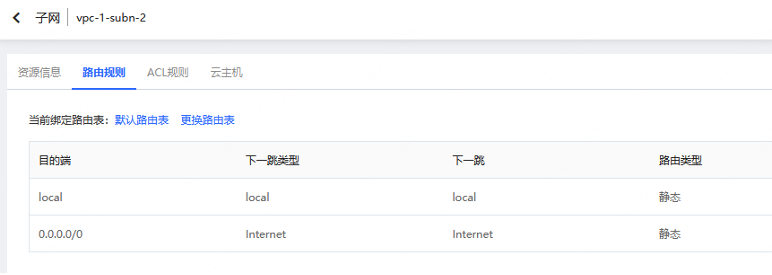 子网 vpc-1-subn-2
资源信息 路由规则 ACL规则 云主机
当前绑定路由表：默认路由表 更换路由表
目的端 下一跳类型 下一跳 路由类型
local local local 静态
0.0.0.0/0 Internet Internet 静态